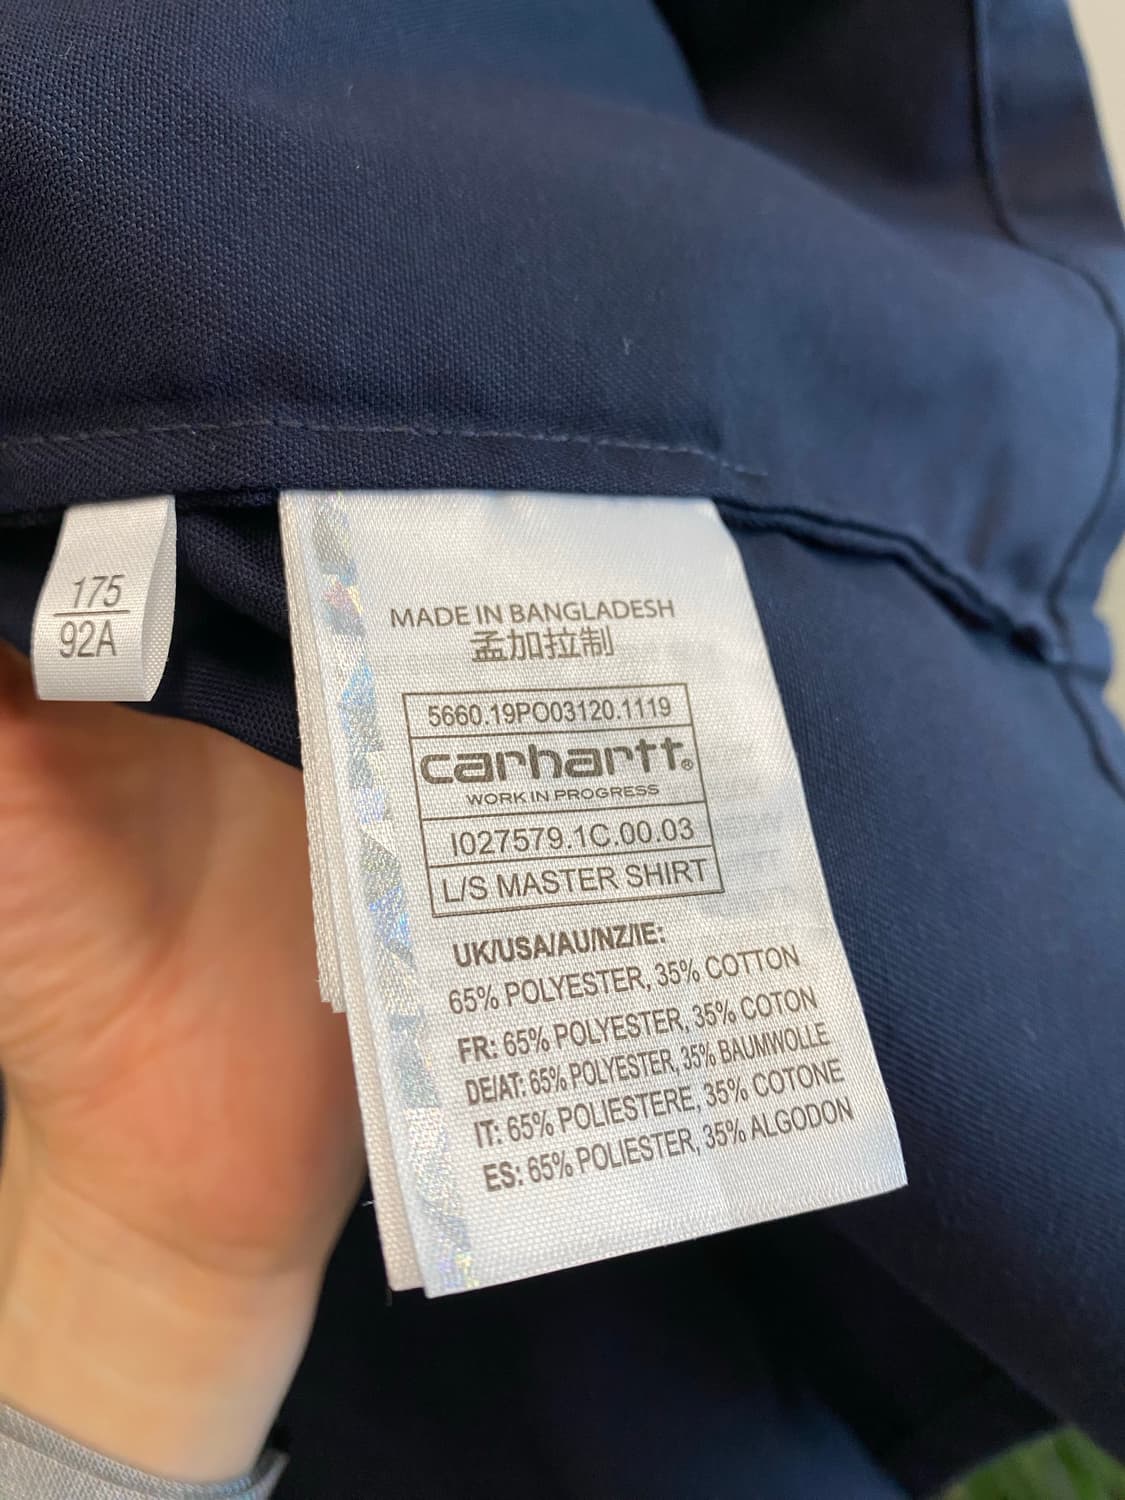 175
92A
MADE IN BANGLADESH
孟加拉制
5660.19PO03120.1119
carhartt®
WORK IN PROGRESS
I027579.1C.00.03
L/S MASTER SHIRT
UK/USA/AU/NZ/IE:
65% POLYESTER, 35% COTTON
FR: 65% POLYESTER, 35% COTON
DE/AT: 65% POLYESTER, 35% BAUMWOLLE
IT: 65% POLIESTERE, 35% COTONE
ES: 65% POLIESTER, 35% ALGODON